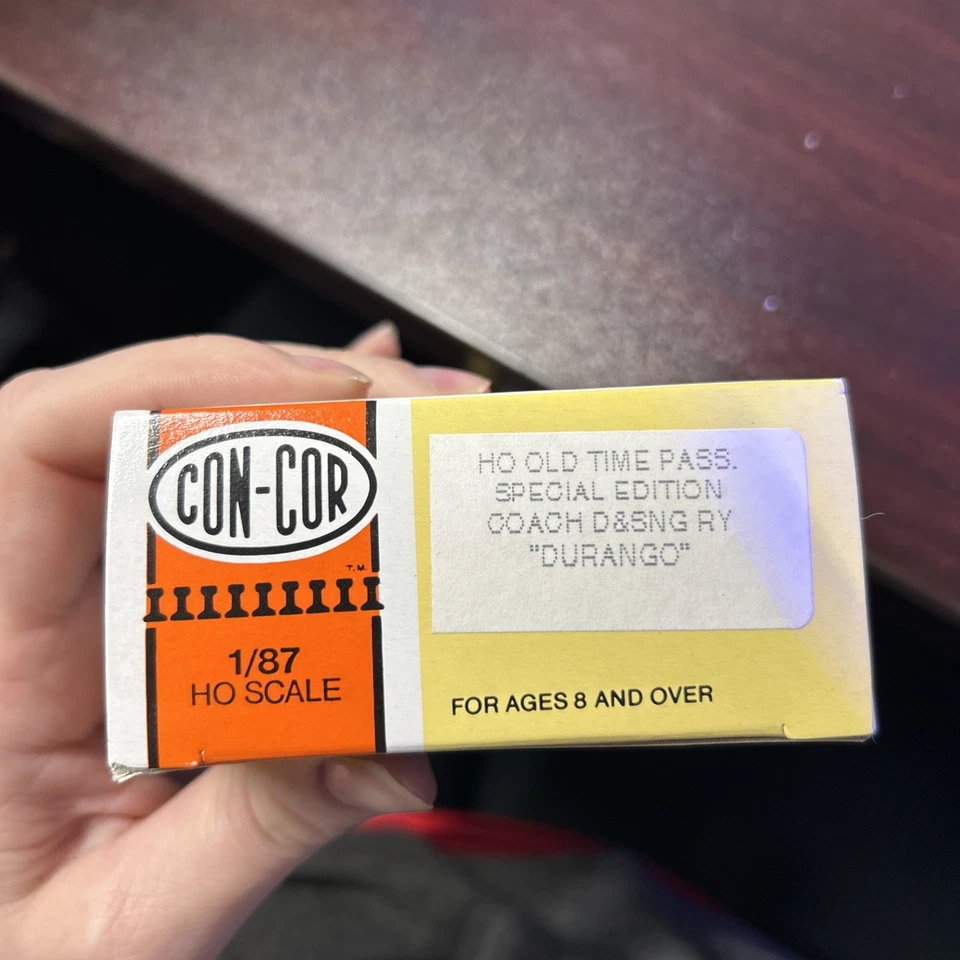 CON-COR
T.M.
1/87
HO SCALE
HO OLD TIME PASS.
SPECIAL EDITION
COACH D&SNG RY
"DURANGO"
FOR AGES 8 AND OVER